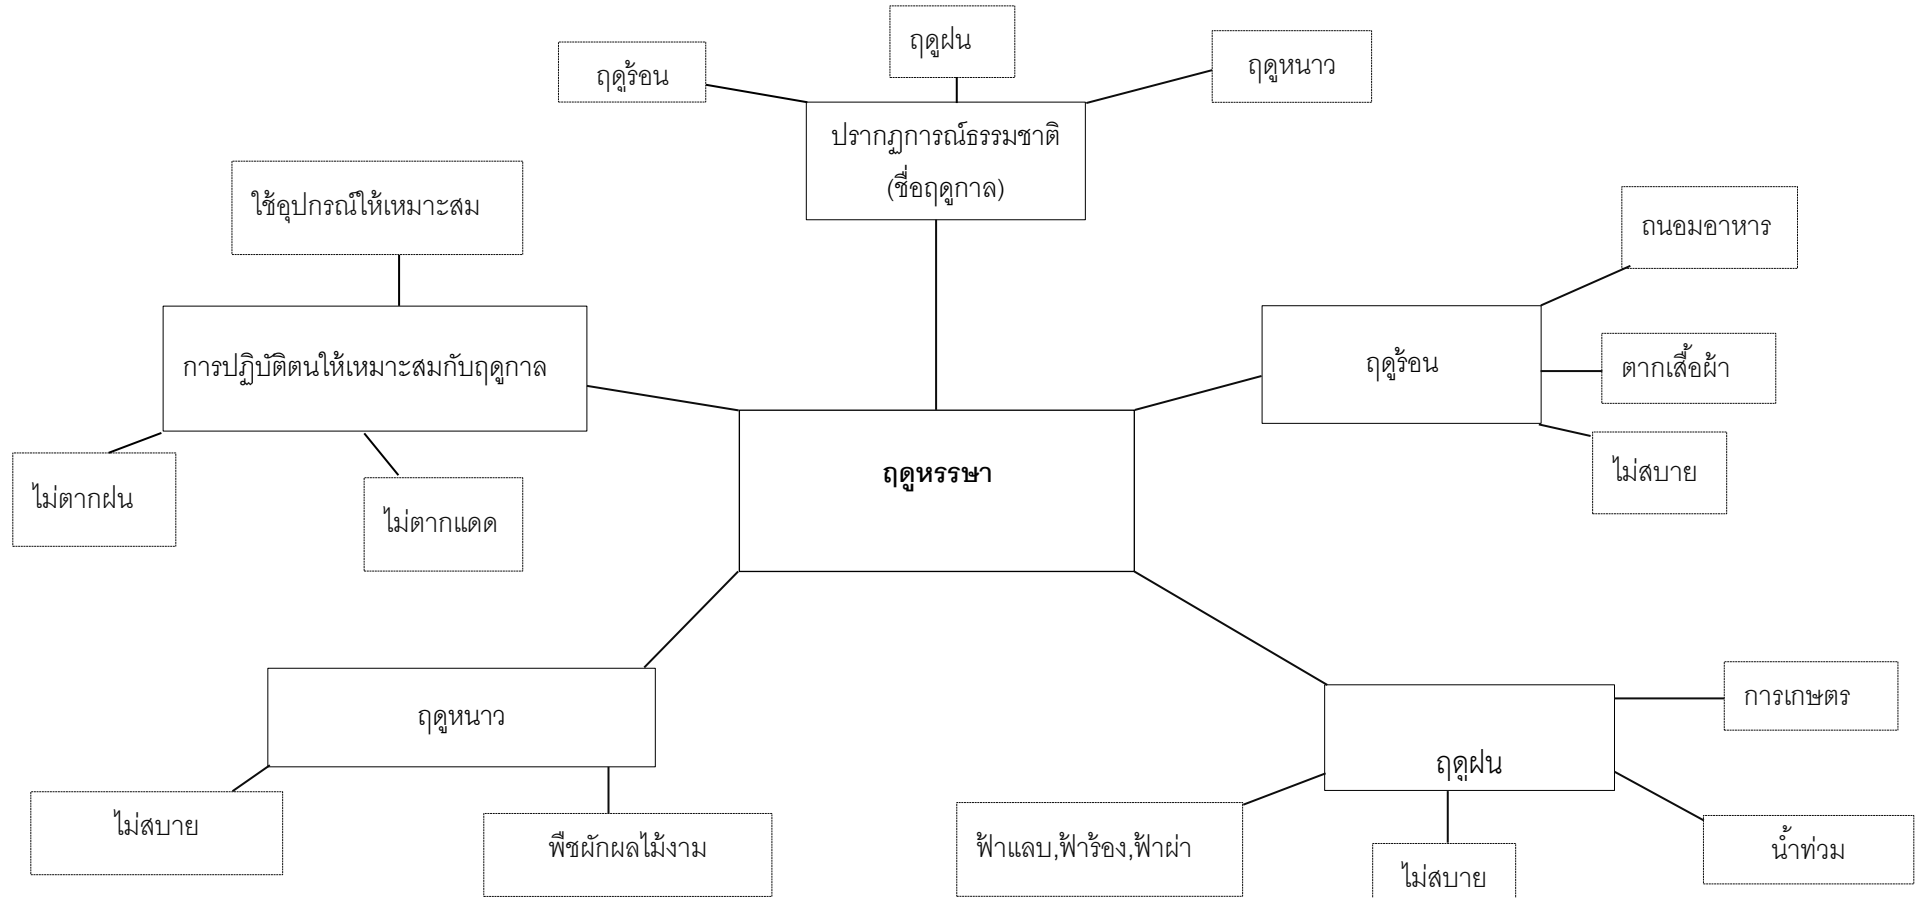 ฤดูฝน
ฤดูร้อน
ฤดูหนาว
ปรากฏการณ์ธรรมชาติ
(ชื่อฤดูกาล)
ใช้อุปกรณ์ให้เหมาะสม
ถนอมอาหาร
การปฏิบัติตนให้เหมาะสมกับฤดูกาล
ฤดูร้อน
ตากเสื้อผ้า
ฤดูหรรษา
ไม่สบาย
ไม่ตากฝน
ไม่ตากแดด
ฤดูหนาว
การเกษตร
ฤดูฝน
ไม่สบาย
พืชผักผลไม้งาม
ฟ้าแลบ,ฟ้าร้อง,ฟ้าผ่า
น้ำท่วม
ไม่สบาย